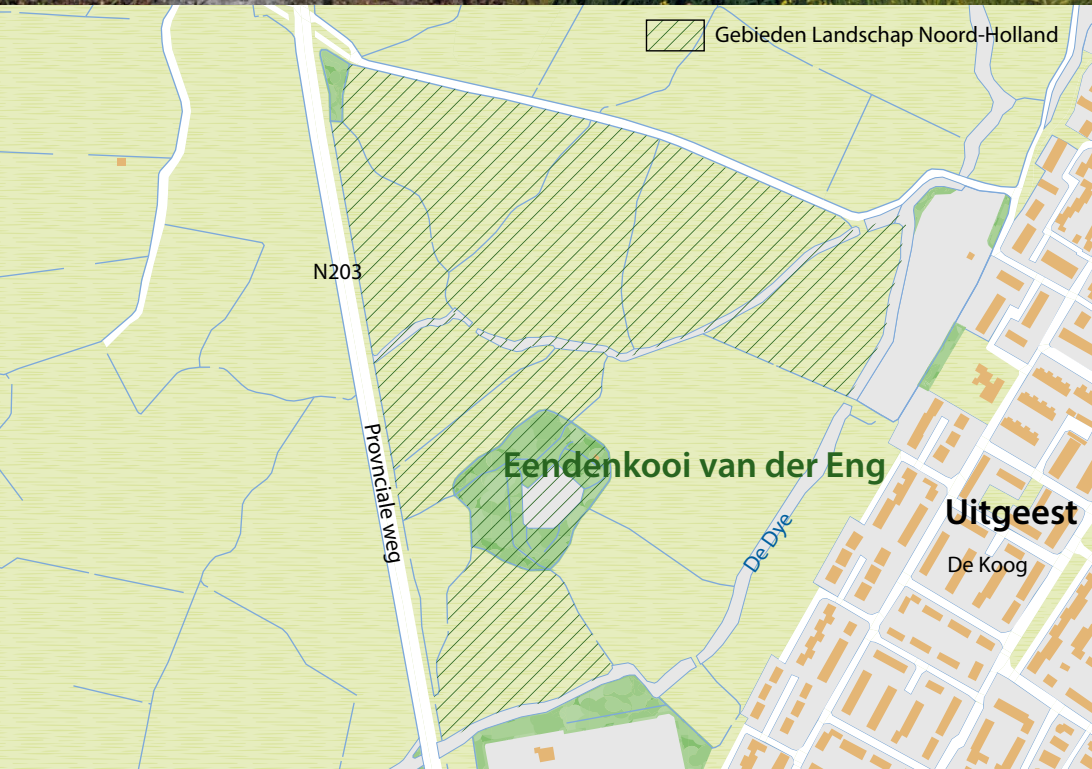 Gebieden Landschap Noord-Holland
N203
Provnciale weg
Eendenkooi van der Eng
De Dye
Uitgeest
De Koog